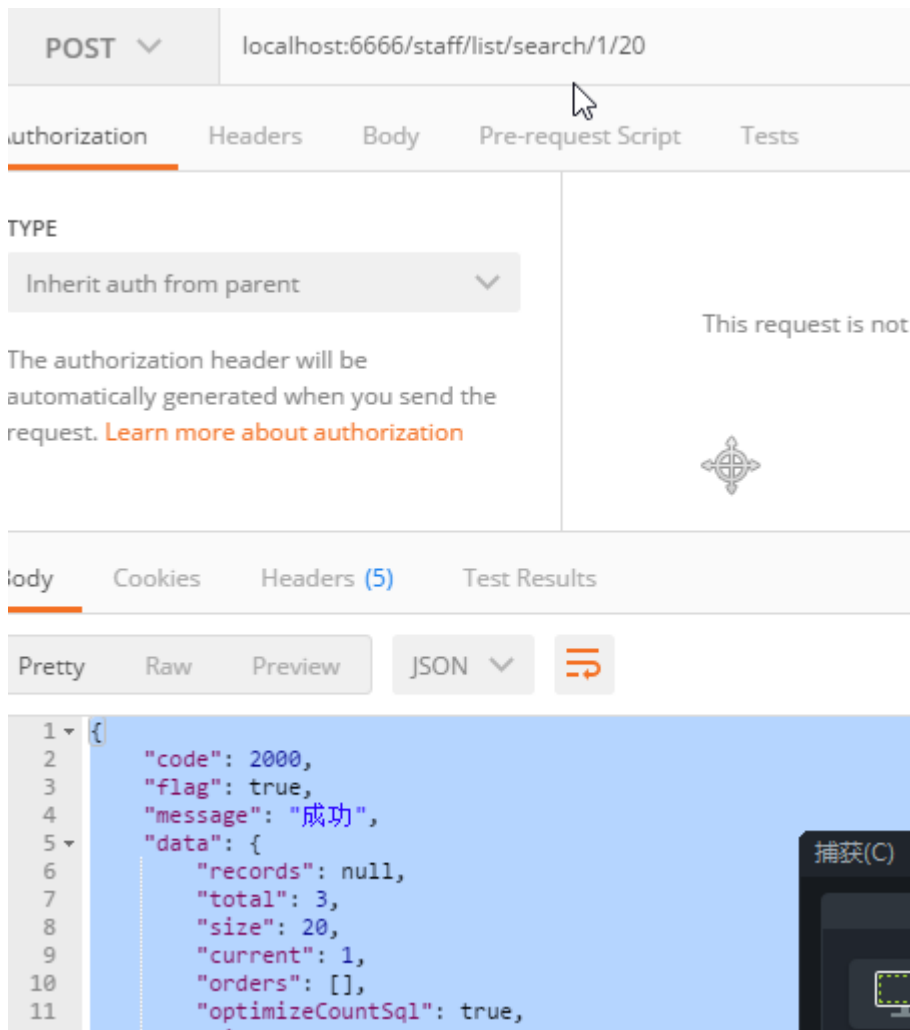 POST localhost:6666/staff/list/search/1/20
Authorization Headers Body Pre-request Script Tests
TYPE
Inherit auth from parent
This request is not
The authorization header will be
automatically generated when you send the
request. Learn more about authorization
Body Cookies Headers (5) Test Results
Pretty Raw Preview JSON
1 {
2 "code": 2000,
3 "flag": true,
4 "message": "成功",
5 "data": {
6 "records": null,
7 "total": 3,
8 "size": 20,
9 "current": 1,
10 "orders": [],
11 "optimizeCountSql": true,
捕获(C)